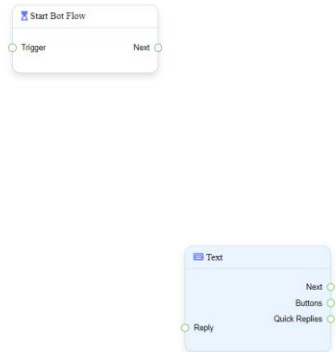 Start Bot Flow
Trigger Next
Text
Next
Buttons
Quick Replies
Reply